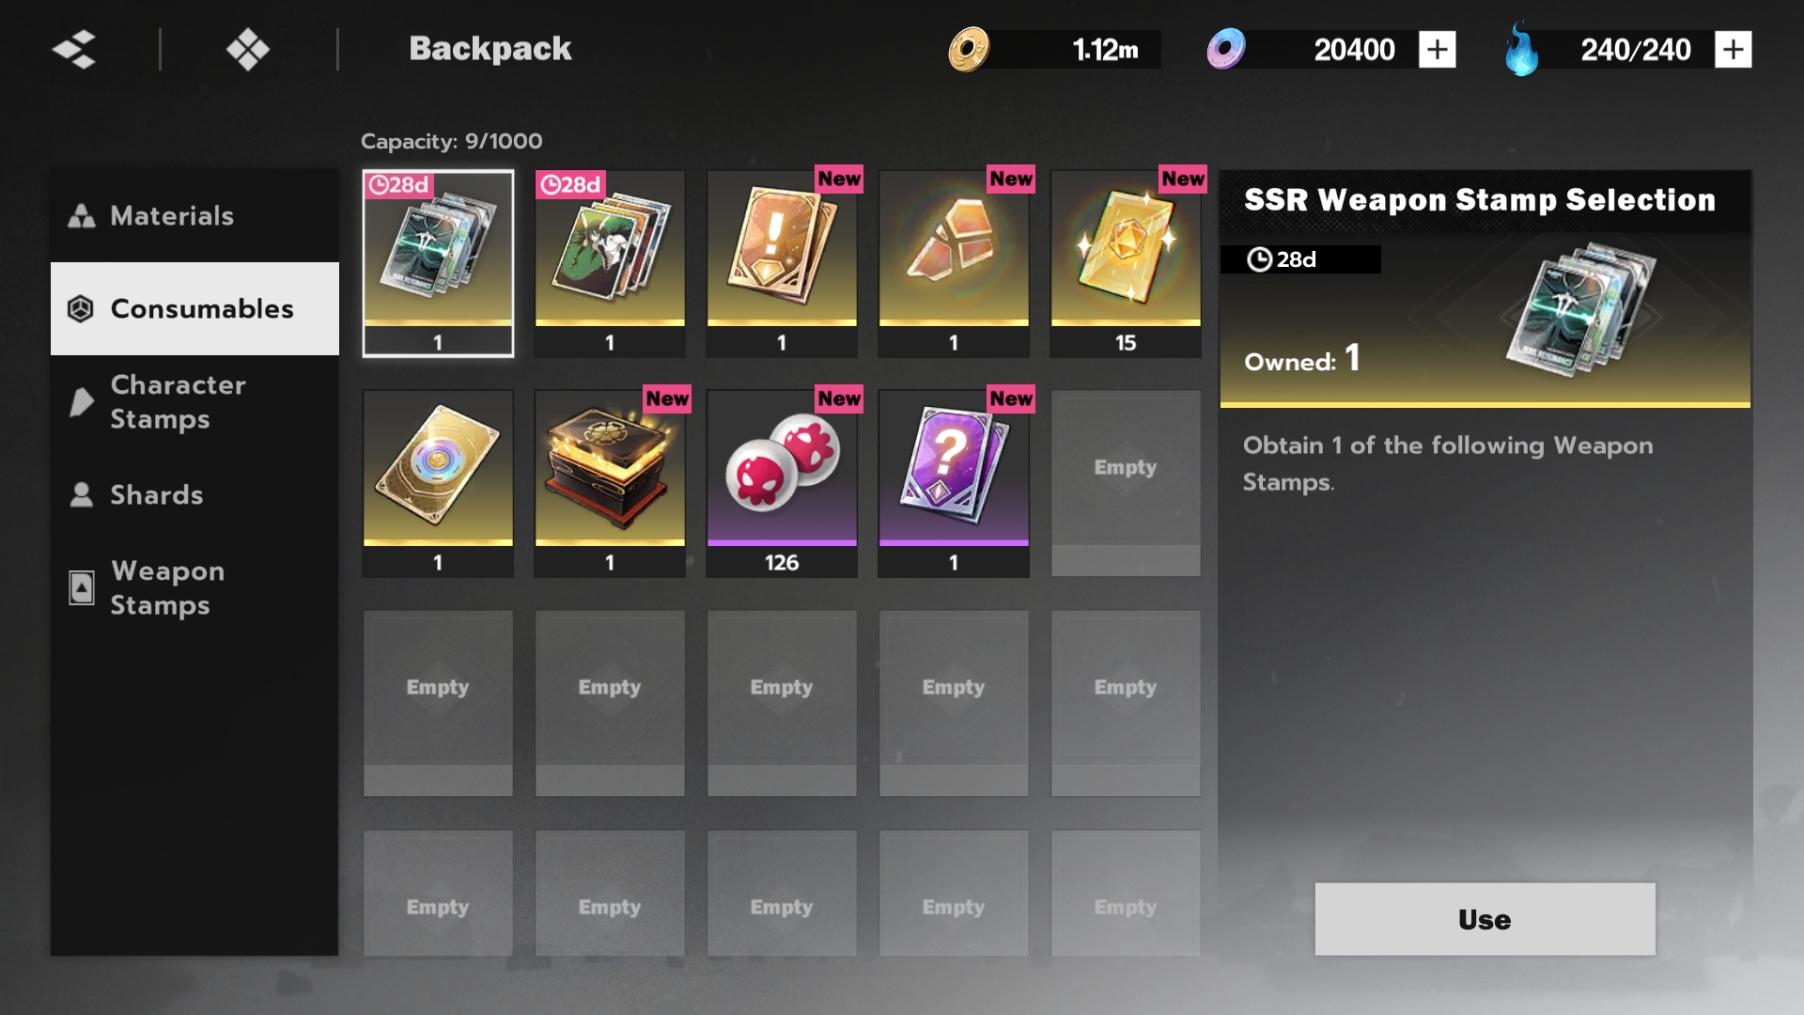 Backpack
1.12m
20400
+
240/240
+
Capacity: 9/1000
Materials
Consumables
Character
Stamps
Shards
Weapon
Stamps
28d
28d
New
New
New
1
1
1
1
15
New
New
New
?
Empty
1
1
126
1
Empty
Empty
Empty
Empty
Empty
Empty
Empty
Empty
Empty
Empty
SSR Weapon Stamp Selection
28d
Owned: 1
Obtain 1 of the following Weapon
Stamps.
Use